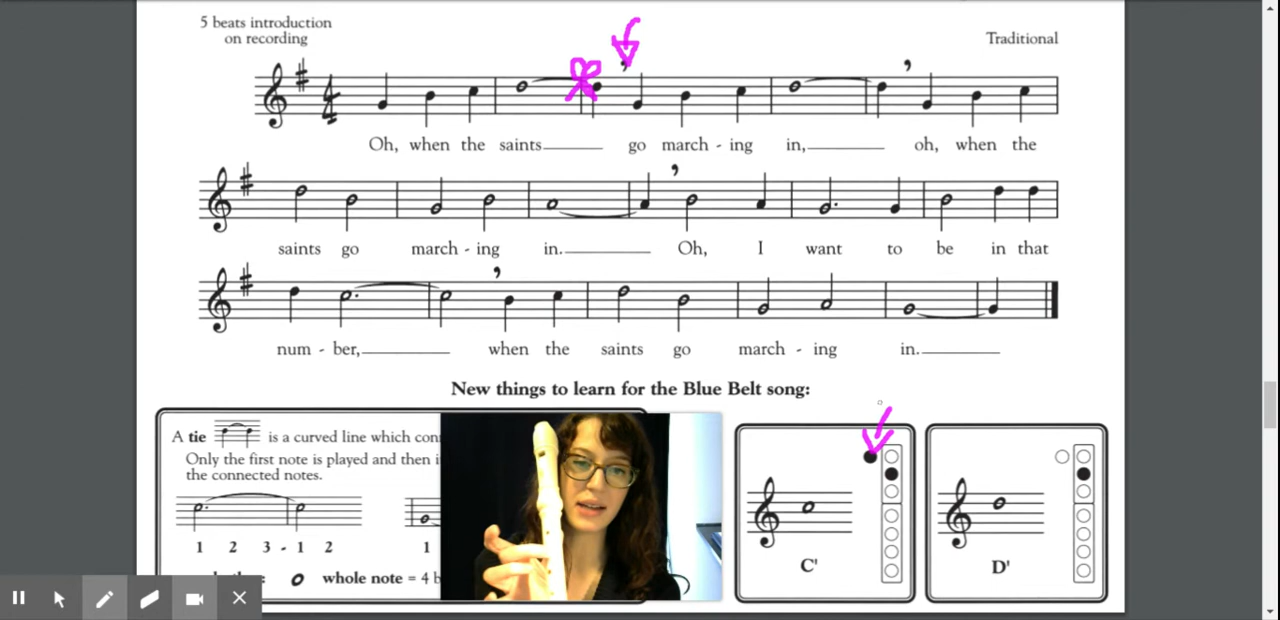 5 beats introduction
on recording
Traditional
Oh, when the saints go march - ing in, oh, when the
saints go march - ing in. Oh, I want to be in that
num - ber, when the saints go march - ing in.
New things to learn for the Blue Belt song:
A tie is a curved line which con
Only the first note is played and then
the connected notes.
1 2 3 - 1 2 1
whole note = 4 b
C'
D'